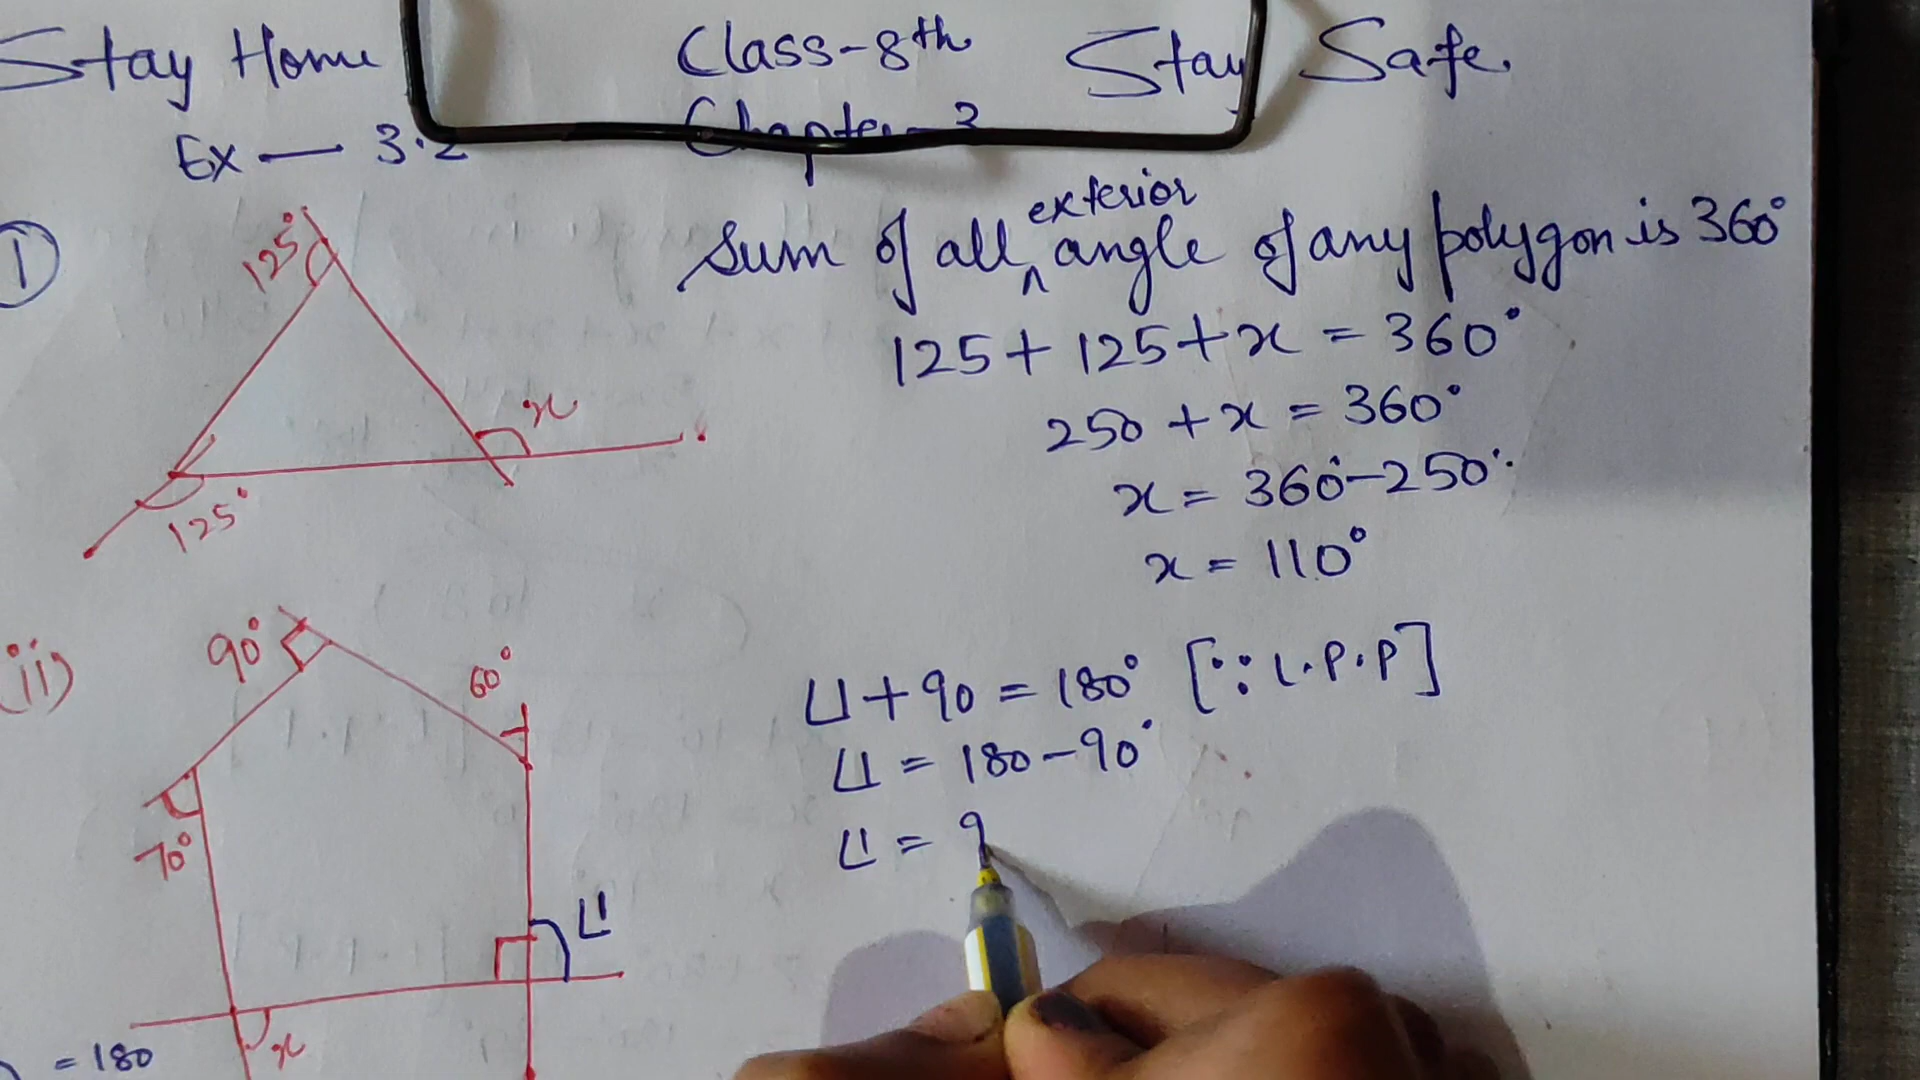 Stay Home Class-8th Stay Safe.
Chapter-3
Ex — 3.2
1
125°
125°
x
Sum of all exterior angle of any polygon is 360°
125 + 125 + x = 360°
250 + x = 360°
x = 360° - 250°
x = 110°
ii)
90°
60°
70°
∠1
x
= 180
∠1 + 90 = 180° [∵ L.P.P]
∠1 = 180 - 90°
∠1 = 9